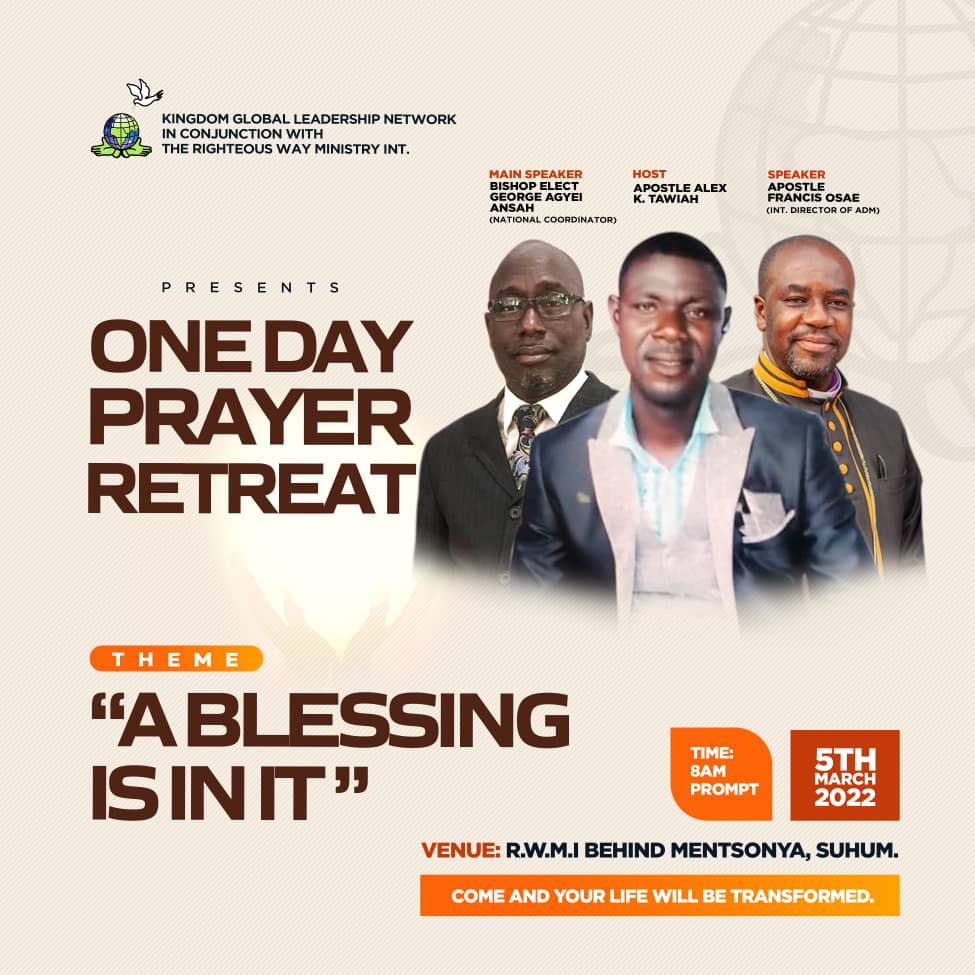 KINGDOM GLOBAL LEADERSHIP NETWORK
IN CONJUNCTION WITH
THE RIGHTEOUS WAY MINISTRY INT.
MAIN SPEAKER
BISHOP ELECT
GEORGE AGYEI
ANSAH
(NATIONAL COORDINATOR)
HOST
APOSTLE ALEX
K. TAWIAH
SPEAKER
APOSTLE
FRANCIS OSAE
(INT. DIRECTOR OF ADM)
PRESENTS
ONE DAY
PRAYER
RETREAT
THEME
“A BLESSING
IS IN IT”
TIME:
8AM
PROMPT
5TH
MARCH
2022
VENUE: R.W.M.I BEHIND MENTSONYA, SUHUM.
COME AND YOUR LIFE WILL BE TRANSFORMED.